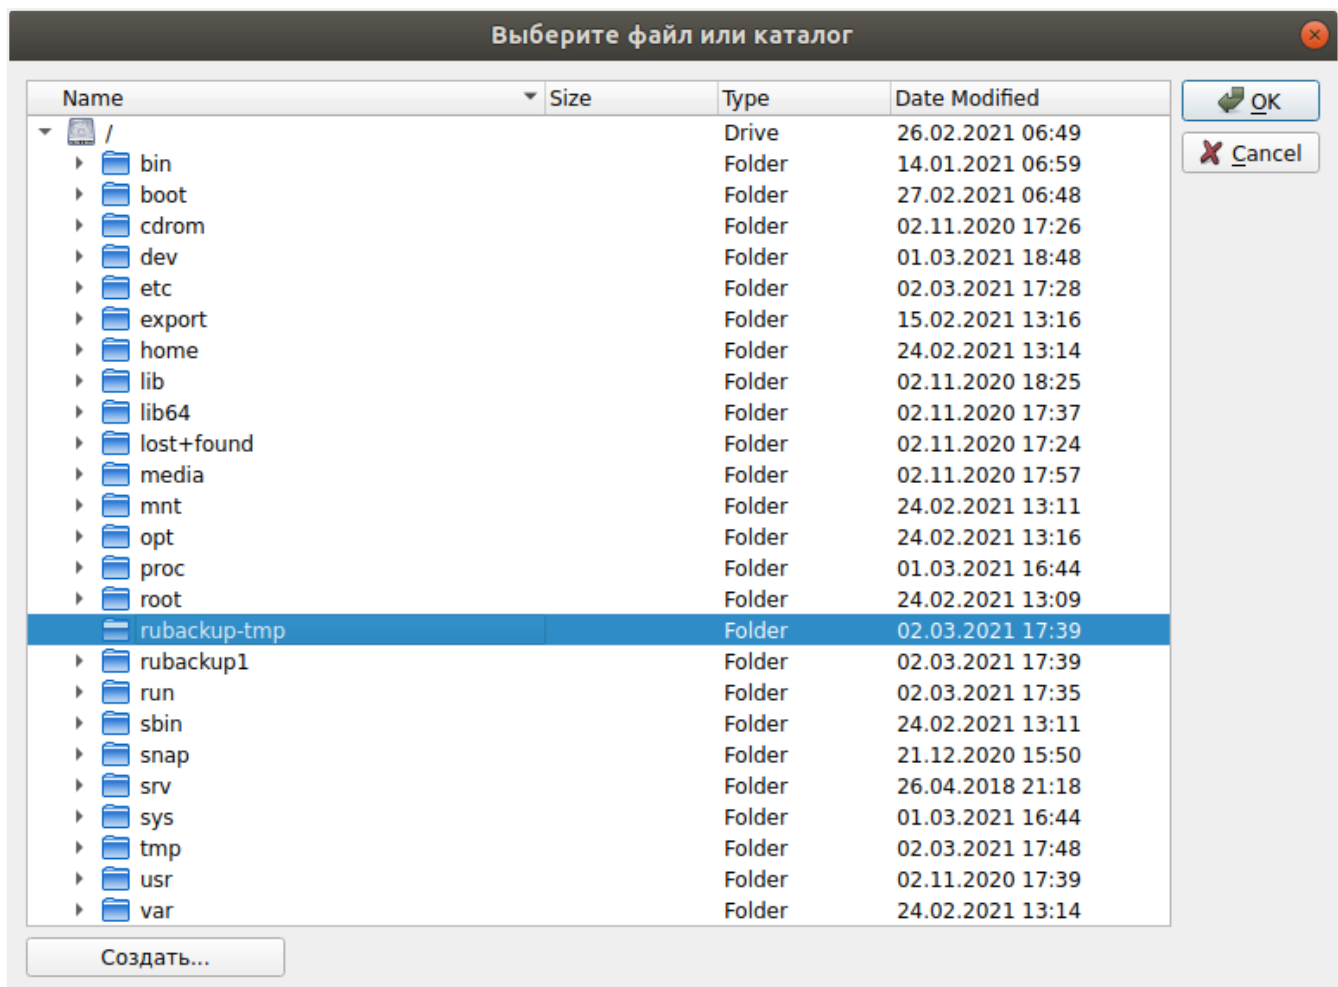 Выберите файл или каталог
Name Size Type Date Modified
OK
/ Drive 26.02.2021 06:49
Cancel
bin Folder 14.01.2021 06:59
boot Folder 27.02.2021 06:48
cdrom Folder 02.11.2020 17:26
dev Folder 01.03.2021 18:48
etc Folder 02.03.2021 17:28
export Folder 15.02.2021 13:16
home Folder 24.02.2021 13:14
lib Folder 02.11.2020 18:25
lib64 Folder 02.11.2020 17:37
lost+found Folder 02.11.2020 17:24
media Folder 02.11.2020 17:57
mnt Folder 24.02.2021 13:11
opt Folder 24.02.2021 13:16
proc Folder 01.03.2021 16:44
root Folder 24.02.2021 13:09
rubackup-tmp Folder 02.03.2021 17:39
rubackup1 Folder 02.03.2021 17:39
run Folder 02.03.2021 17:35
sbin Folder 24.02.2021 13:11
snap Folder 21.12.2020 15:50
srv Folder 26.04.2018 21:18
sys Folder 01.03.2021 16:44
tmp Folder 02.03.2021 17:48
usr Folder 02.11.2020 17:39
var Folder 24.02.2021 13:14
Создать...